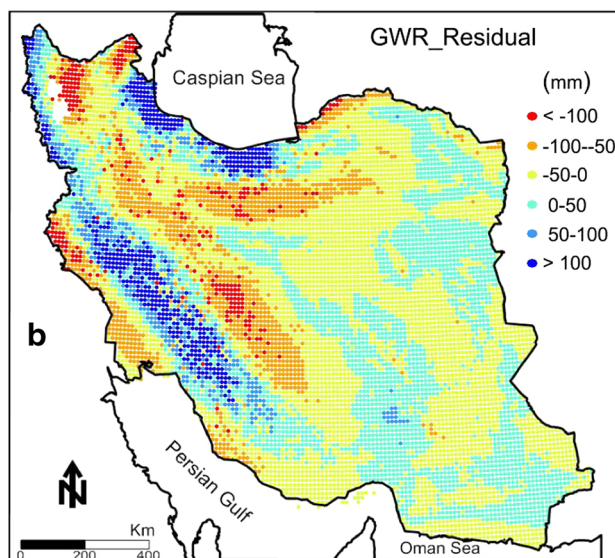 GWR_Residual
Caspian Sea
(mm)
< -100
-100--50
-50-0
0-50
50-100
> 100
b
Persian Gulf
N
Km
0 200 400
Oman Sea